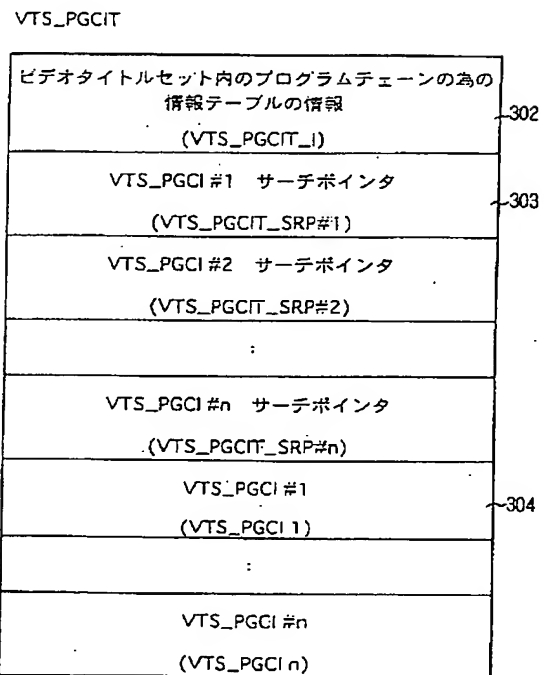 VTS_PGCIT
ビデオタイトルセット内のプログラムチェーンの為の
情報テーブルの情報
(VTS_PGCIT_I)
302
VTS_PGCI #1 サーチポインタ
(VTS_PGCIT_SRP#1)
303
VTS_PGCI #2 サーチポインタ
(VTS_PGCIT_SRP#2)
:
VTS_PGCI #n サーチポインタ
(VTS_PGCIT_SRP#n)
VTS_PGCI #1
(VTS_PGCI 1)
304
:
VTS_PGCI #n
(VTS_PGCI n)